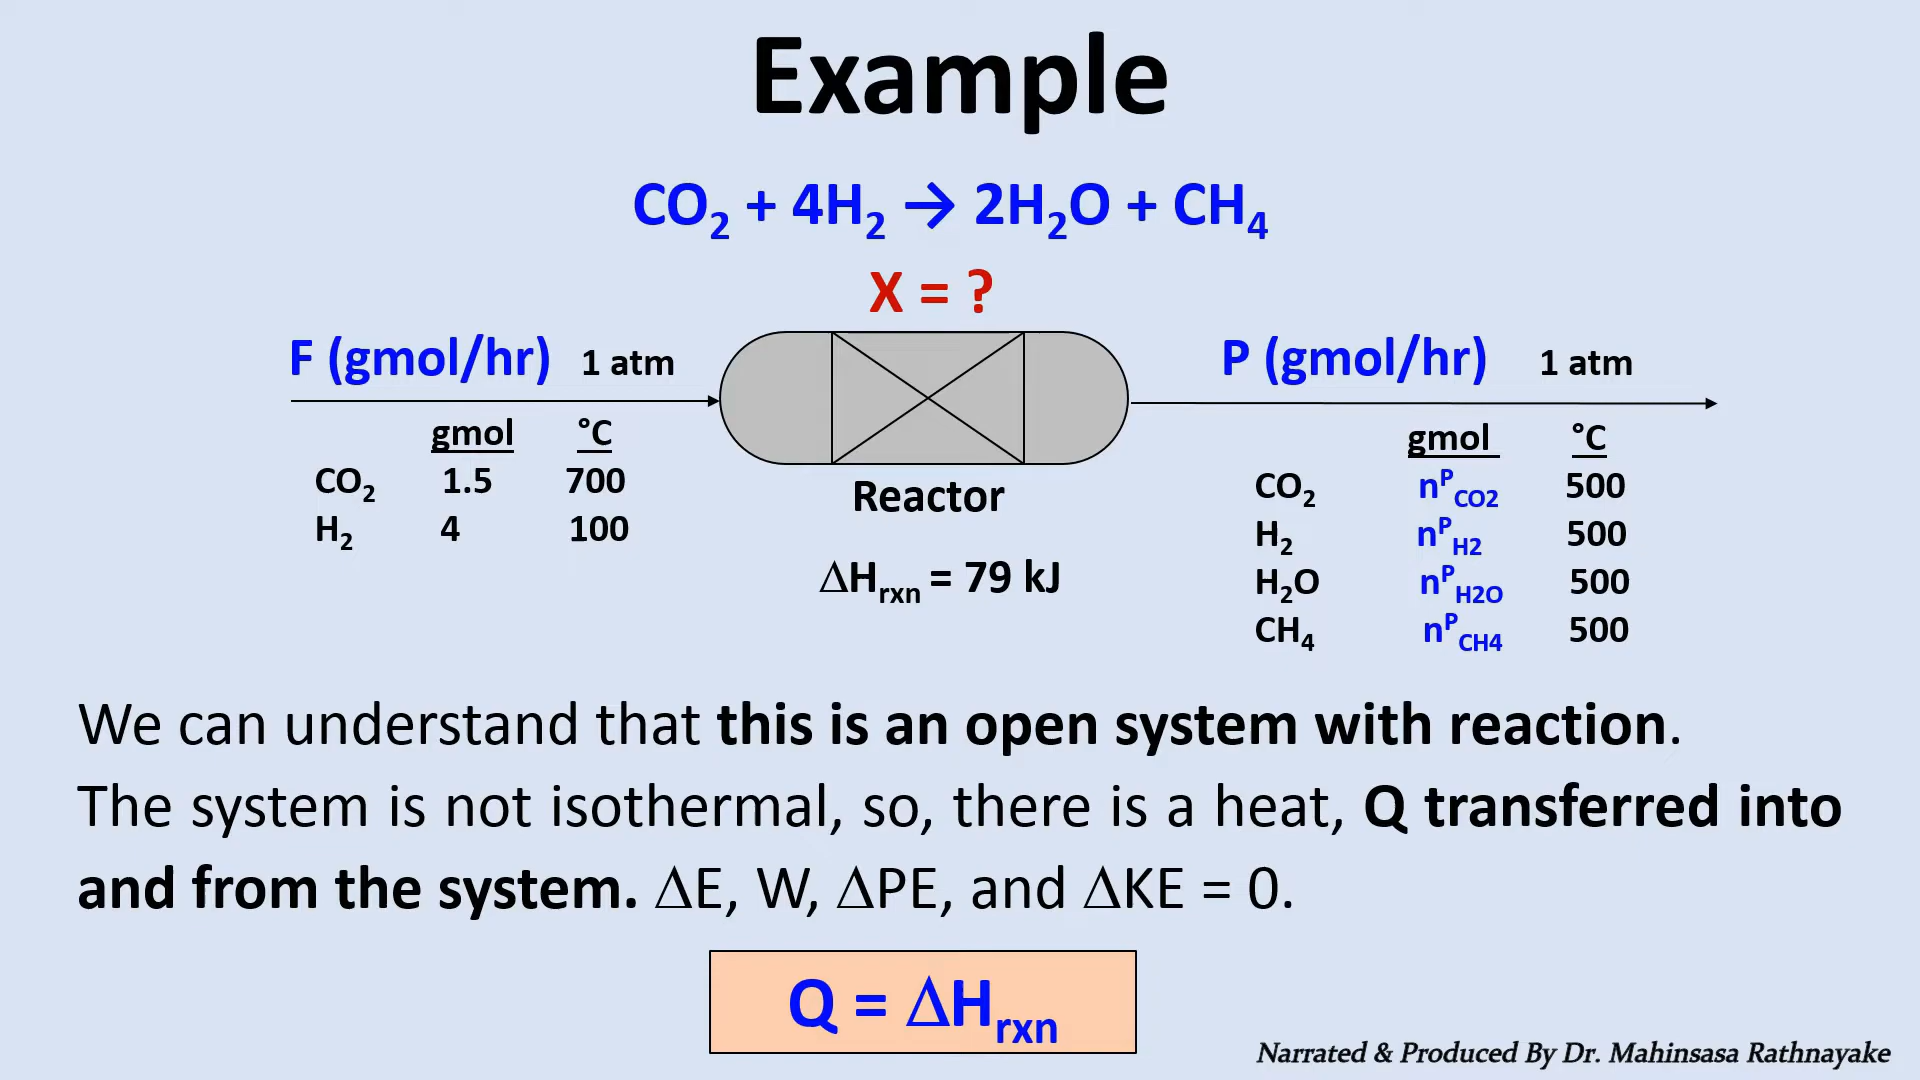 Example
CO₂ + 4H₂ → 2H₂O + CH₄
X = ?
F (gmol/hr) 1 atm
gmol °C
CO₂ 1.5 700
H₂ 4 100
Reactor
ΔHrxn = 79 kJ
P (gmol/hr) 1 atm
gmol °C
CO₂ nᴾCO2 500
H₂ nᴾH2 500
H₂O nᴾH2O 500
CH₄ nᴾCH4 500
We can understand that this is an open system with reaction.
The system is not isothermal, so, there is a heat, Q transferred into
and from the system. ΔE, W, ΔPE, and ΔKE = 0.
Q = ΔHrxn
Narrated & Produced By Dr. Mahinsasa Rathnayake